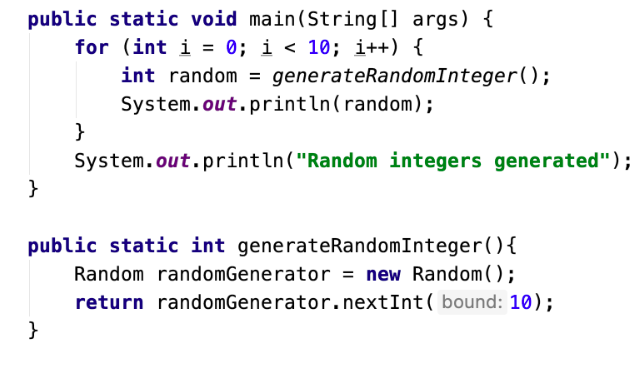 public static void main(String[] args) {
for (int i = 0; i < 10; i++) {
int random = generateRandomInteger();
System.out.println(random);
}
System.out.println("Random integers generated");
}
public static int generateRandomInteger(){
Random randomGenerator = new Random();
return randomGenerator.nextInt( bound: 10);
}